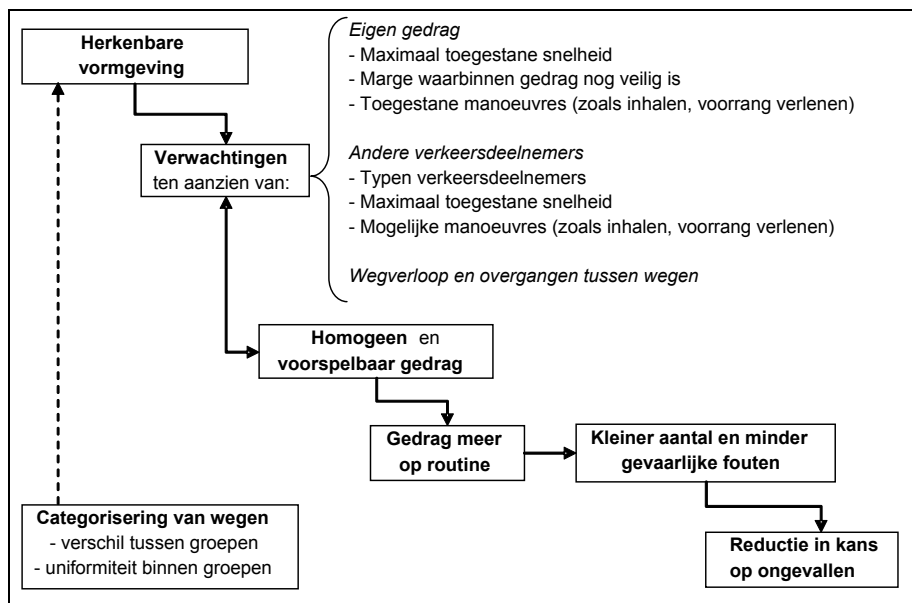 Herkenbare
vormgeving
Eigen gedrag
- Maximaal toegestane snelheid
- Marge waarbinnen gedrag nog veilig is
- Toegestane manoeuvres (zoals inhalen, voorrang verlenen)
Verwachtingen
ten aanzien van:
Andere verkeersdeelnemers
- Typen verkeersdeelnemers
- Maximaal toegestane snelheid
- Mogelijke manoeuvres (zoals inhalen, voorrang verlenen)
Wegverloop en overgangen tussen wegen
Homogeen en
voorspelbaar gedrag
Gedrag meer
op routine
Kleiner aantal en minder
gevaarlijke fouten
Categorisering van wegen
- verschil tussen groepen
- uniformiteit binnen groepen
Reductie in kans
op ongevallen